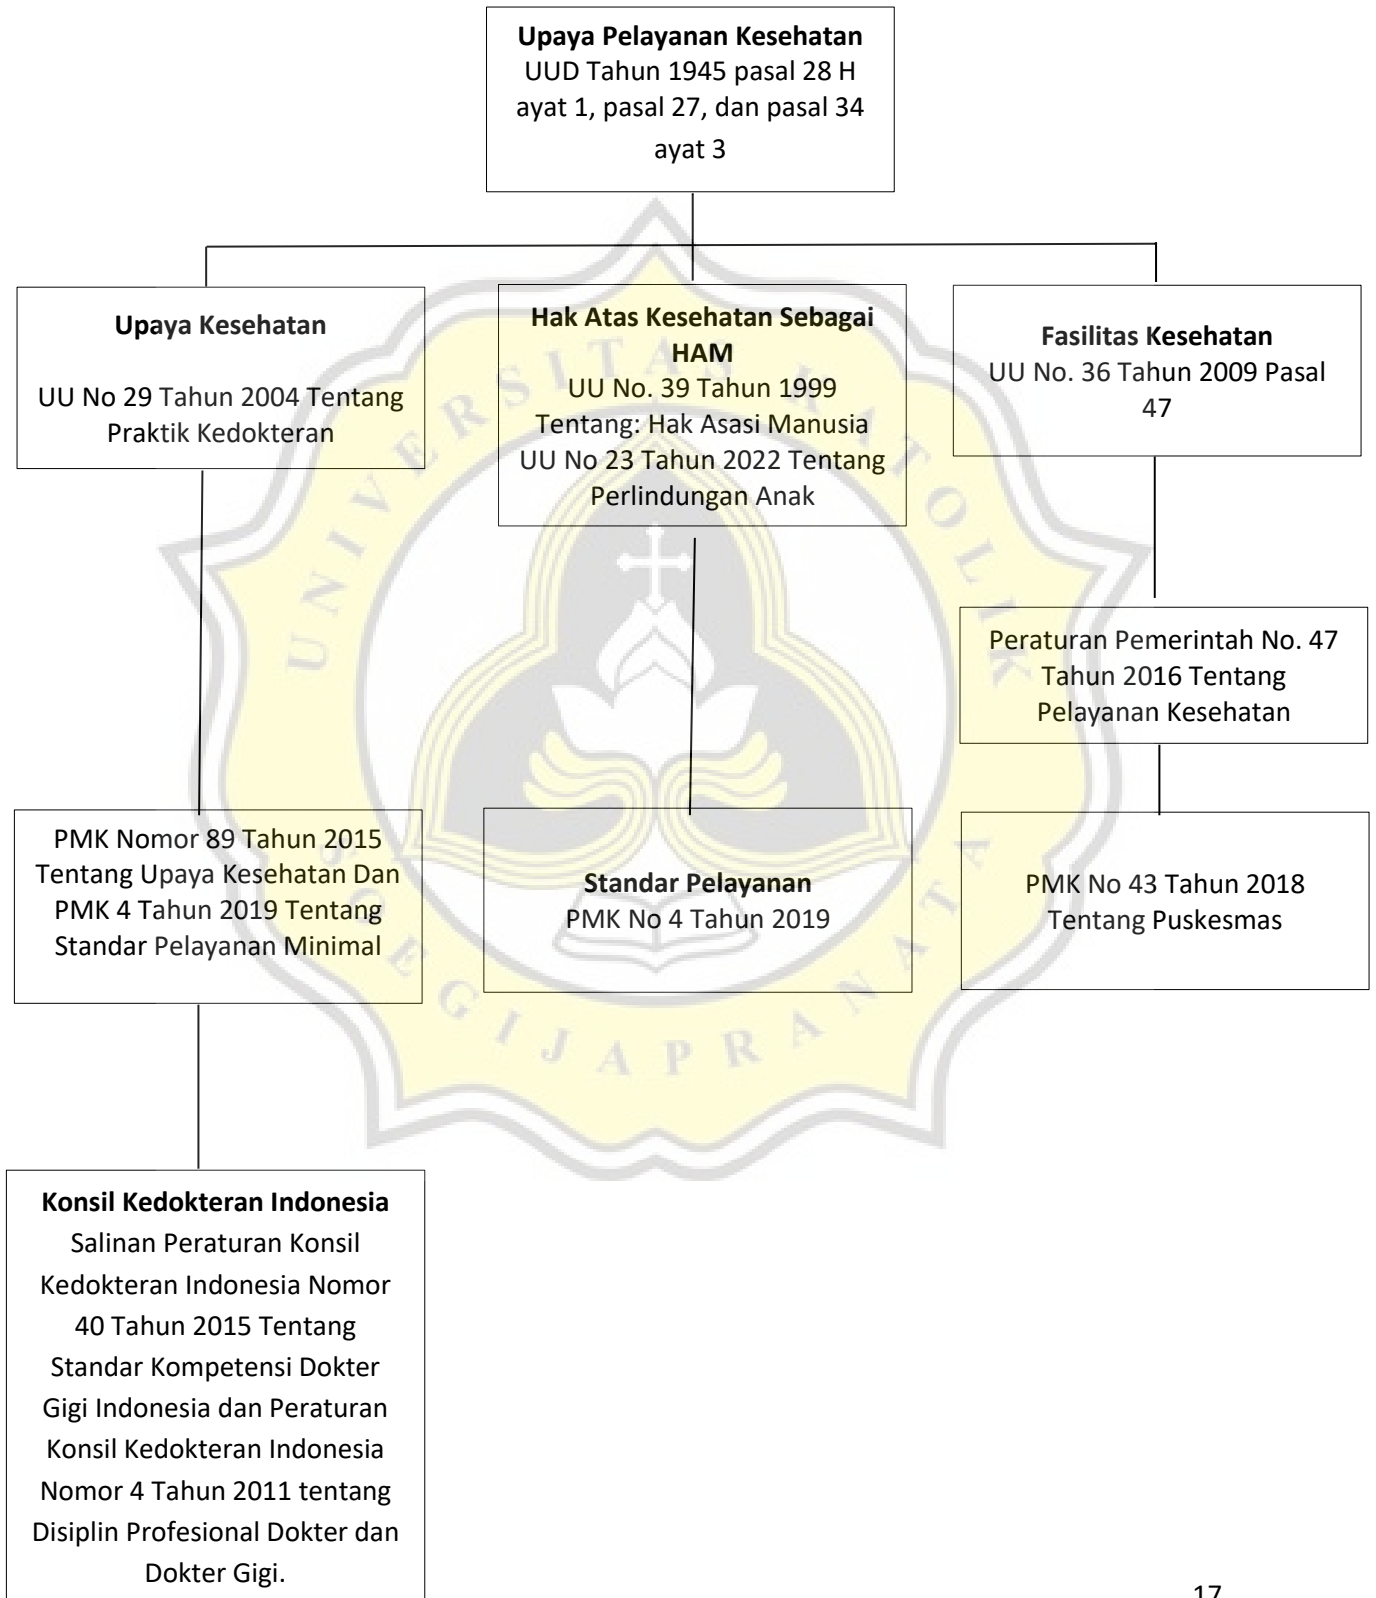 Upaya Pelayanan Kesehatan
UUD Tahun 1945 pasal 28 H
ayat 1, pasal 27, dan pasal 34
ayat 3
Upaya Kesehatan
UU No 29 Tahun 2004 Tentang
Praktik Kedokteran
Hak Atas Kesehatan Sebagai
HAM
UU No. 39 Tahun 1999
Tentang: Hak Asasi Manusia
UU No 23 Tahun 2022 Tentang
Perlindungan Anak
Fasilitas Kesehatan
UU No. 36 Tahun 2009 Pasal
47
Peraturan Pemerintah No. 47
Tahun 2016 Tentang
Pelayanan Kesehatan
PMK Nomor 89 Tahun 2015
Tentang Upaya Kesehatan Dan
PMK 4 Tahun 2019 Tentang
Standar Pelayanan Minimal
Standar Pelayanan
PMK No 4 Tahun 2019
PMK No 43 Tahun 2018
Tentang Puskesmas
Konsil Kedokteran Indonesia
Salinan Peraturan Konsil
Kedokteran Indonesia Nomor
40 Tahun 2015 Tentang
Standar Kompetensi Dokter
Gigi Indonesia dan Peraturan
Konsil Kedokteran Indonesia
Nomor 4 Tahun 2011 tentang
Disiplin Profesional Dokter dan
Dokter Gigi.
17
UNIVERSITAS KATOLIK
SOEGIJAPRANATA